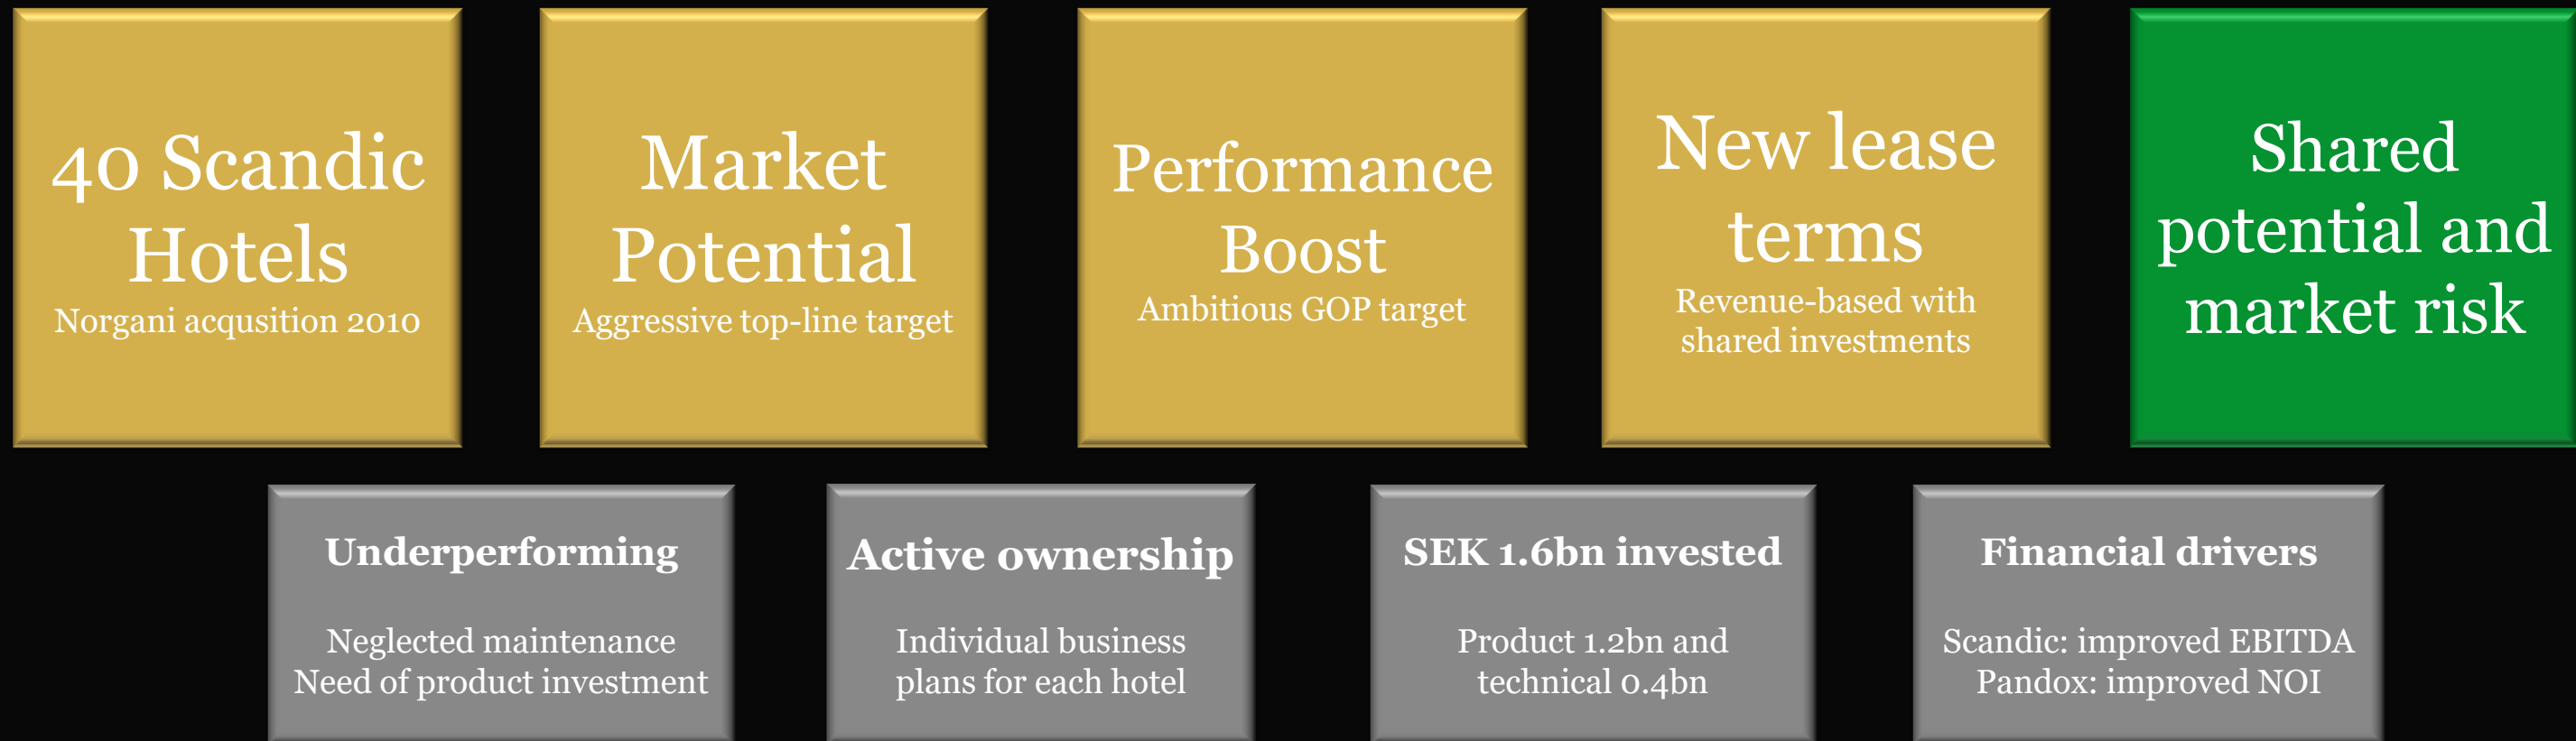 40 Scandic
Hotels
Norgani acqusition 2010
Market
Potential
Aggressive top-line target
Performance
Boost
Ambitious GOP target
New lease
terms
Revenue-based with
shared investments
Shared
potential and
market risk
Underperforming
Neglected maintenance
Need of product investment
Active ownership
Individual business
plans for each hotel
SEK 1.6bn invested
Product 1.2bn and
technical 0.4bn
Financial drivers
Scandic: improved EBITDA
Pandox: improved NOI